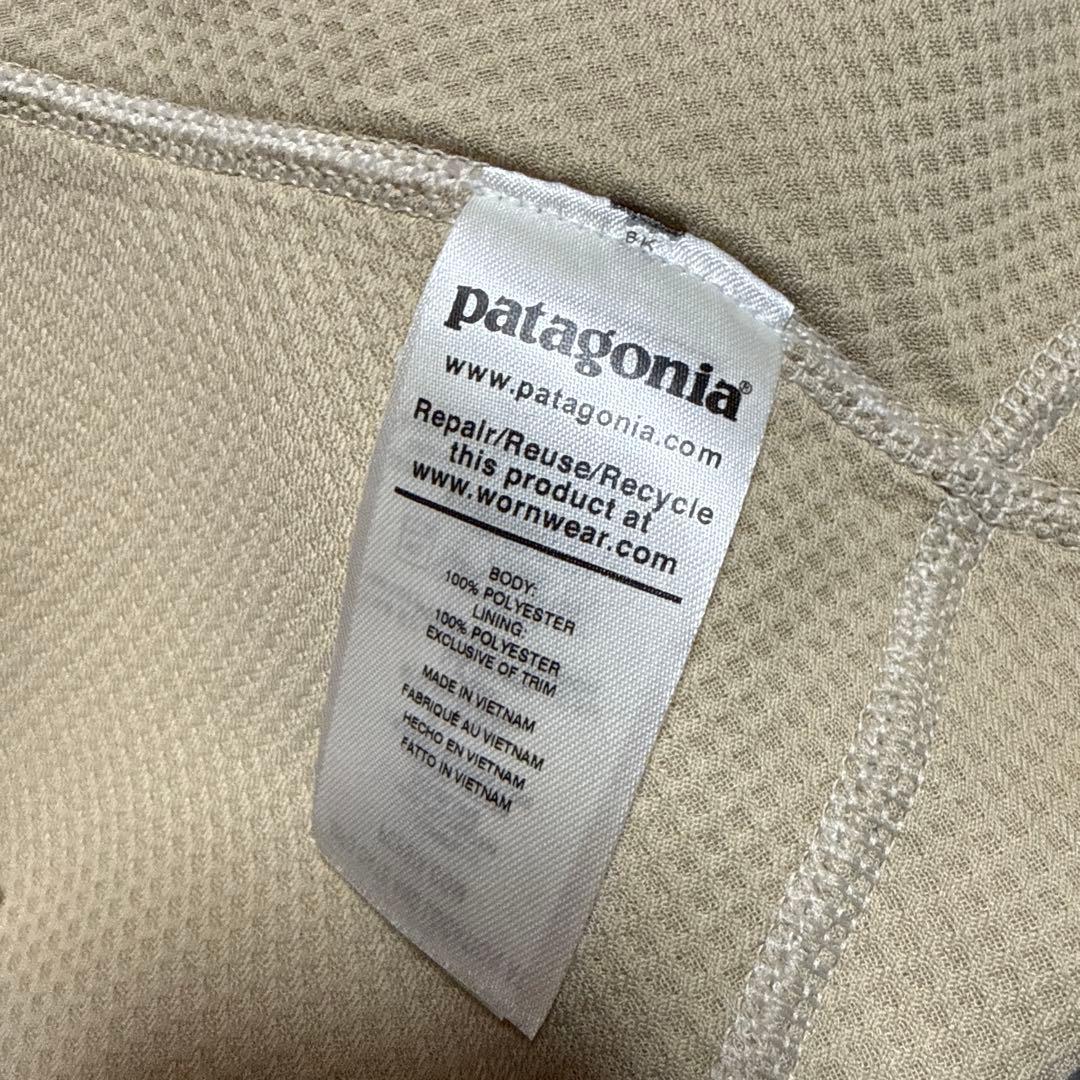 patagonia®
www.patagonia.com
Repair/Reuse/Recycle
this product at
www.wornwear.com
BODY:
100% POLYESTER
LINING:
100% POLYESTER
EXCLUSIVE OF TRIM
MADE IN VIETNAM
FABRIQUÉ AU VIETNAM
HECHO EN VIETNAM
FATTO IN VIETNAM